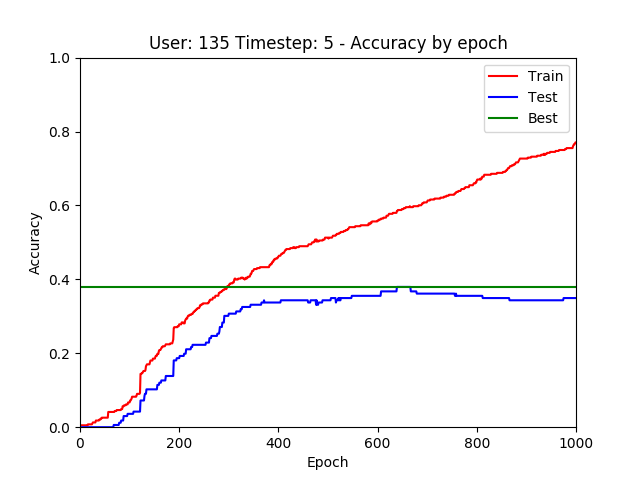 User: 135 Timestep: 5 - Accuracy by epoch
1.0
0.8
0.6
0.4
0.2
0.0
Accuracy
Train
Test
Best
0 200 400 600 800 1000
Epoch